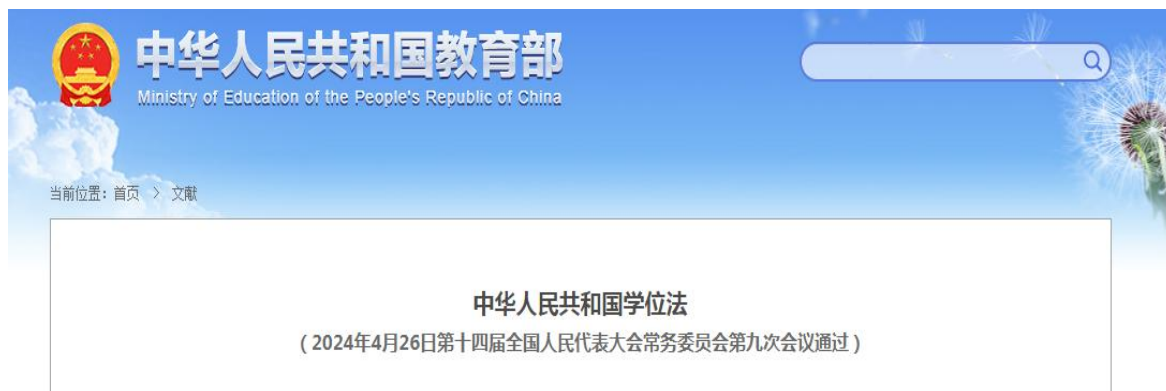 中华人民共和国教育部
Ministry of Education of the People's Republic of China
当前位置：首页 > 文献
中华人民共和国学位法
（2024年4月26日第十四届全国人民代表大会常务委员会第九次会议通过）